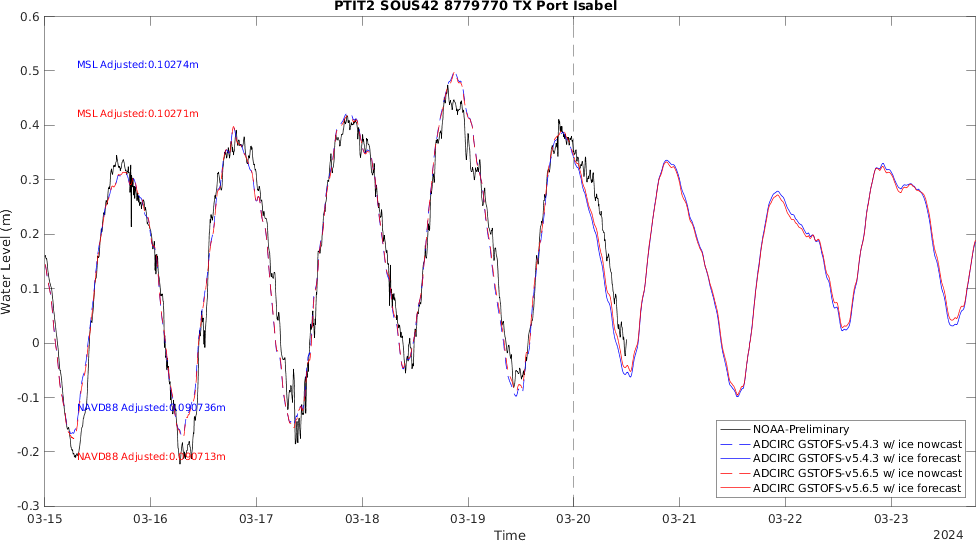 PTIT2 SOUS42 8779770 TX Port Isabel
0.6
0.5
0.4
0.3
0.2
0.1
0
-0.1
-0.2
-0.3
Water Level (m)
MSL Adjusted:0.10274m
MSL Adjusted:0.10271m
NAVD88 Adjusted:0.090736m
NAVD88 Adjusted:0.090713m
NOAA-Preliminary
ADCIRC GSTOFS-v5.4.3 w/ ice nowcast
ADCIRC GSTOFS-v5.4.3 w/ ice forecast
ADCIRC GSTOFS-v5.6.5 w/ ice nowcast
ADCIRC GSTOFS-v5.6.5 w/ ice forecast
03-15 03-16 03-17 03-18 03-19 03-20 03-21 03-22 03-23
Time
2024